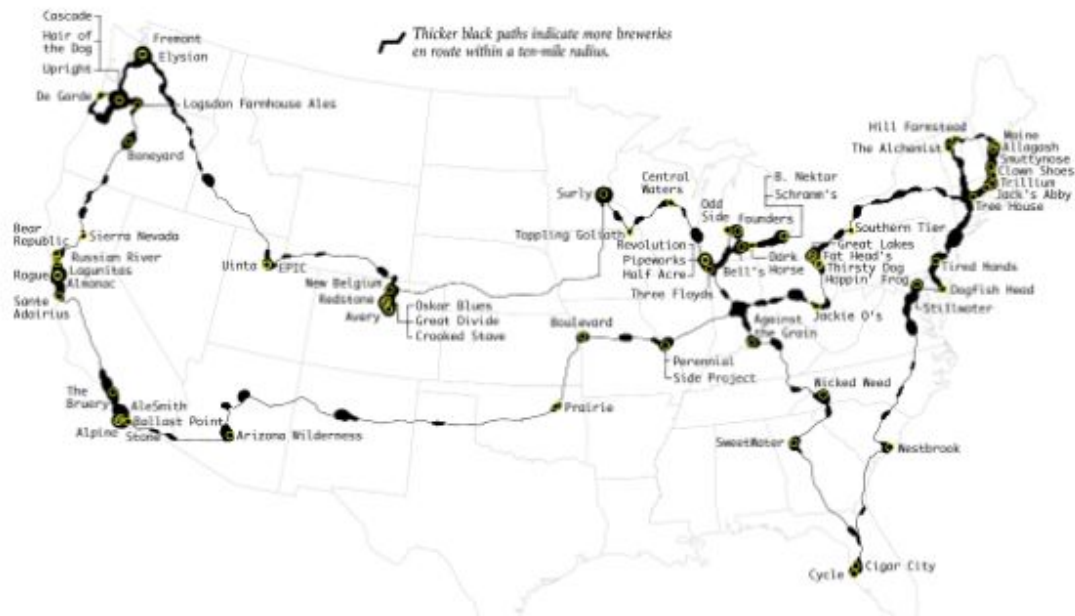 Thicker black paths indicate more breweries
en route within a ten-mile radius.
Cascade
Hair of
the Dog
Upright
De Garde
Fremont
Elysian
Logsdon Farmhouse Ales
Boneyard
Bear
Republic
Sierra Nevada
Russian River
Lagunitas
Rogue
Almanac
Sante
Adairius
The
Bruery
AleSmith
Ballast Point
Alpine
Stone
Arizona Wilderness
Uinta
EPIC
New Belgium
Redstone
Avery
Oskar Blues
Great Divide
Crooked Stave
Surly
Toppling Goliath
Central
Waters
Odd
Side
Founders
B. Nektar
Schramm's
Revolution
Pipeworks
Half Acre
Three Floyds
Bell's
Dark
Horse
Boulevard
Perennial
Side Project
Prairie
Against
the Grain
Jackie O's
Great Lakes
Fat Head's
Thirsty Dog
Hoppin' Frog
Southern Tier
Hill Farmstead
The Alchemist
Maine
Allagash
Smuttynose
Clown Shoes
Trillium
Jack's Abby
Tree House
Tired Hands
Dogfish Head
Stillwater
Wicked Weed
SweetWater
Westbrook
Cycle
Cigar City